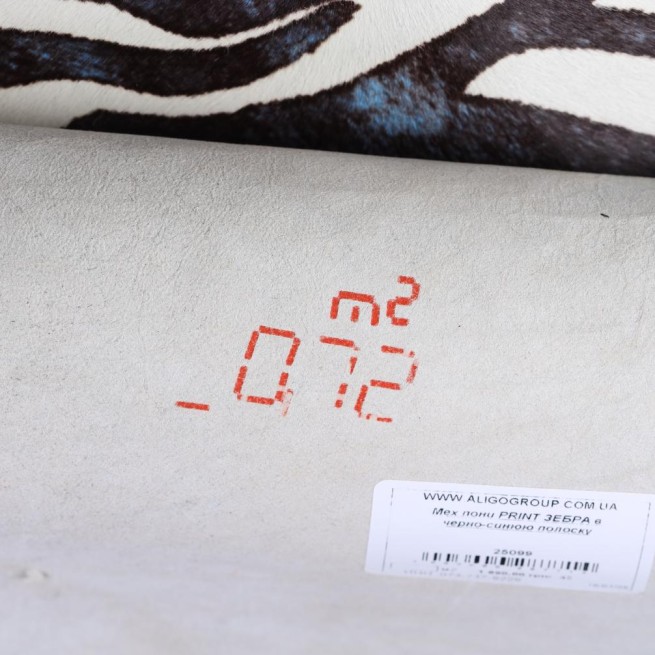 m²
_0,72
WWW ALIGOGROUP COM UA
Мех пони PRINT ЗЕБРА в
черно-синюю полоску
25099